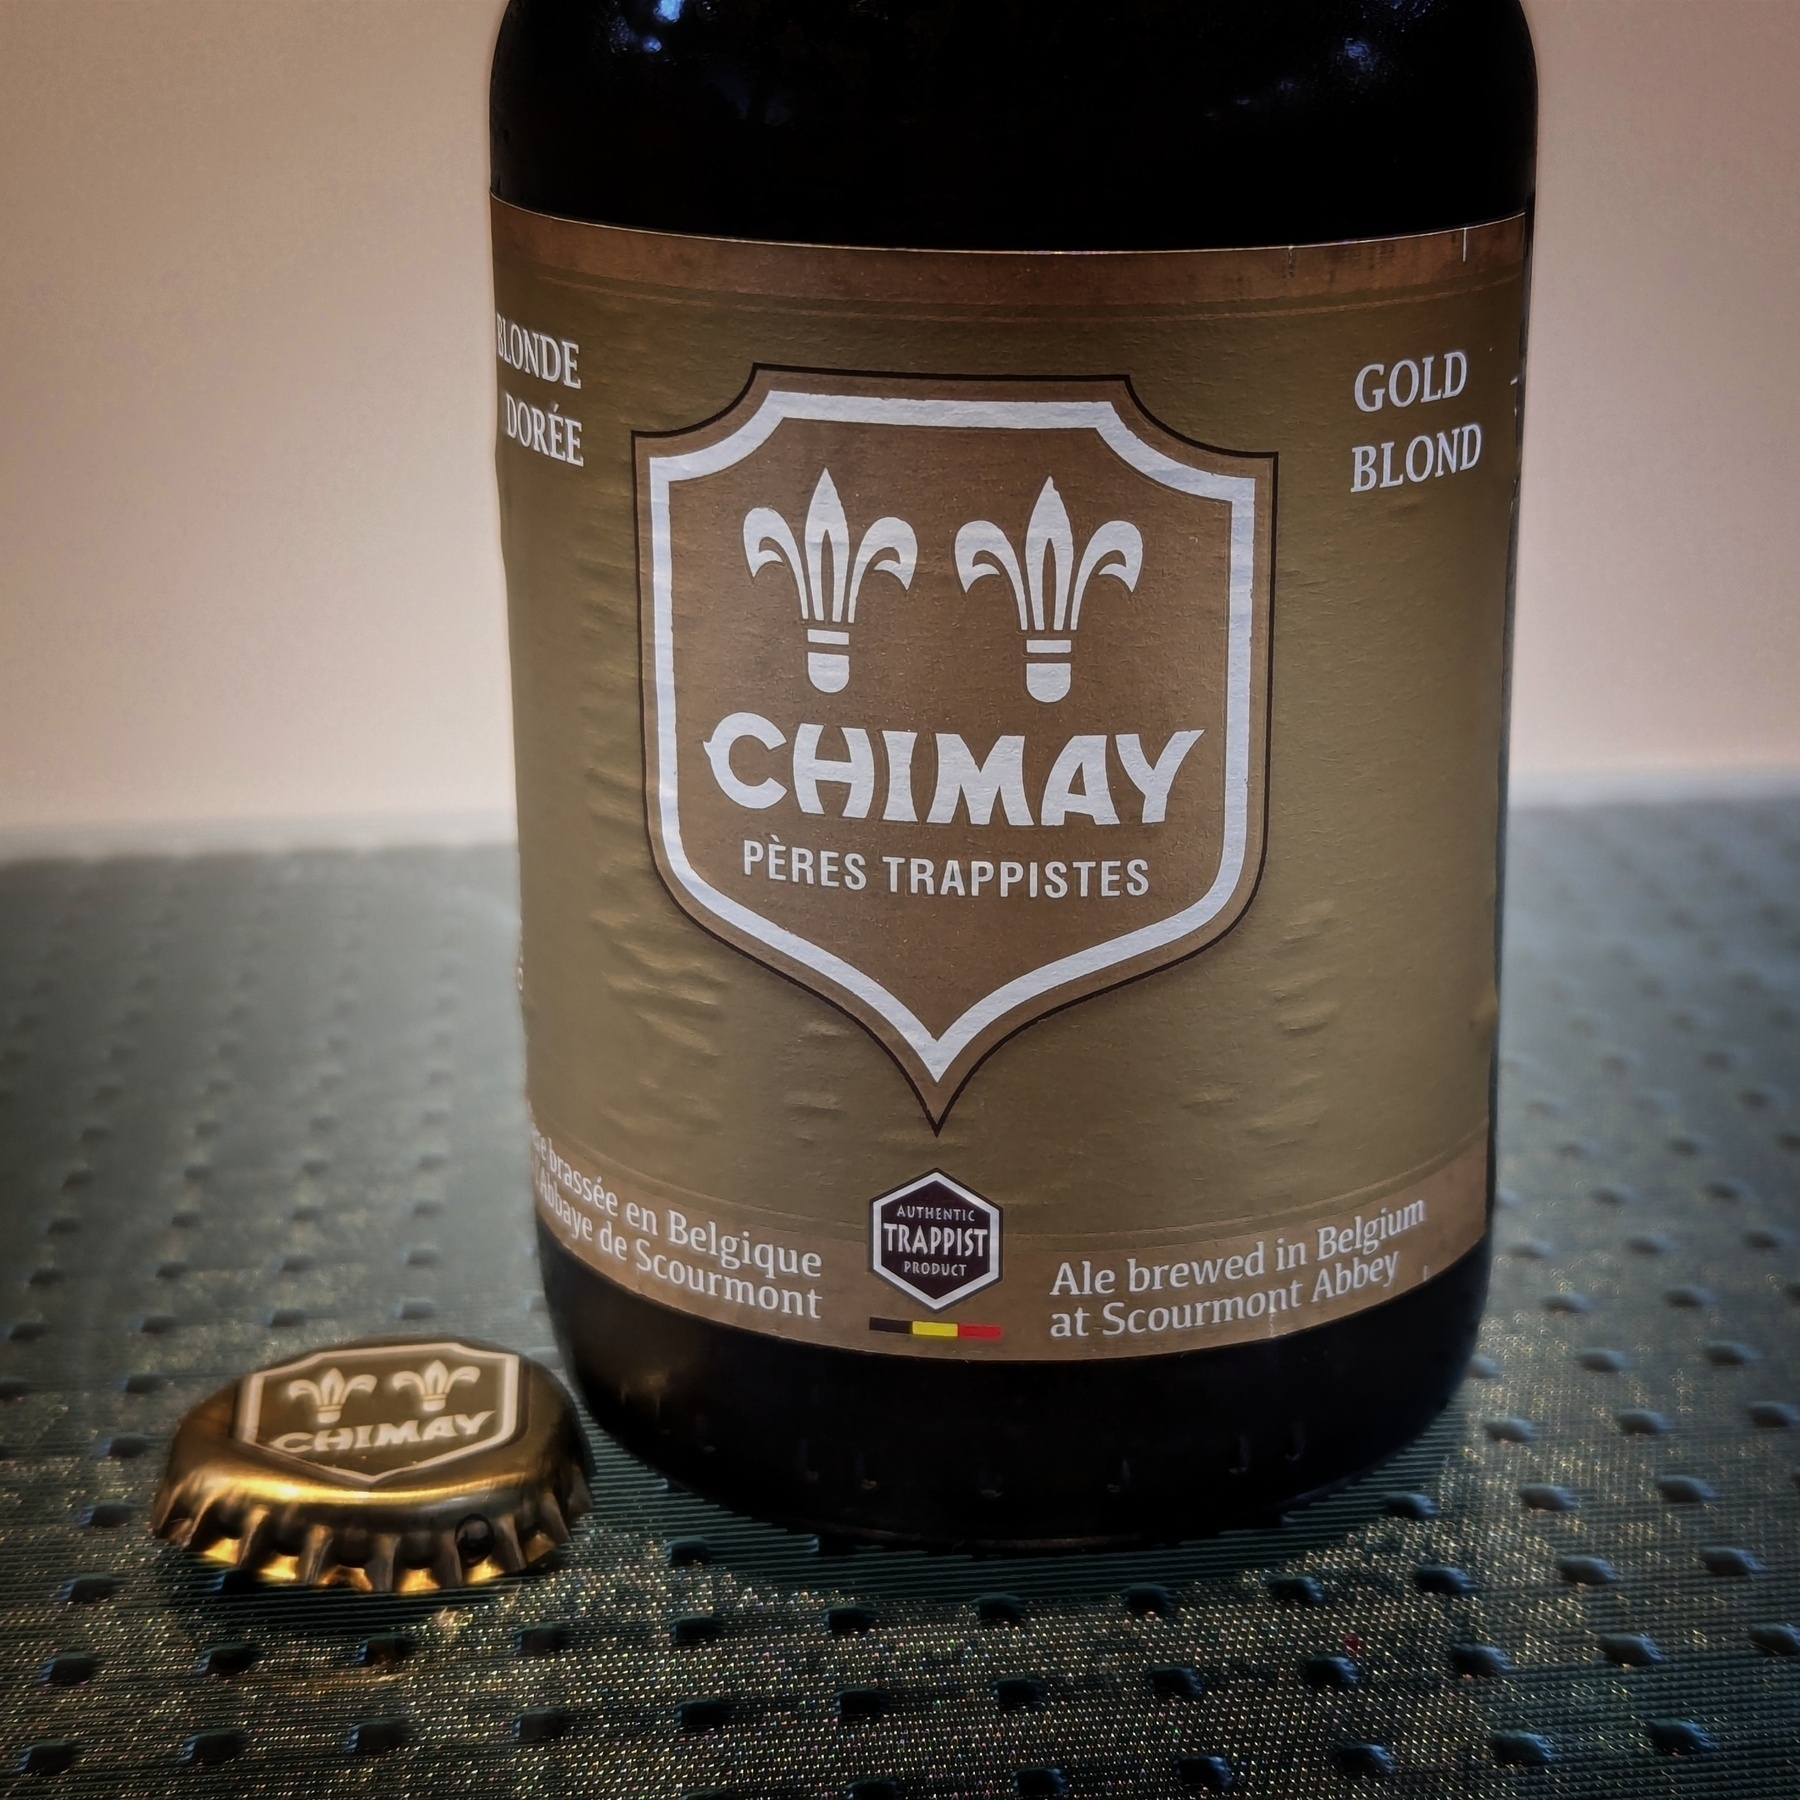 BLONDE
DORÉE
GOLD
BLOND
CHIMAY
PÈRES TRAPPISTES
brassée en Belgique
Abbaye de Scourmont
AUTHENTIC
TRAPPIST
PRODUCT
Ale brewed in Belgium
at Scourmont Abbey
CHIMAY